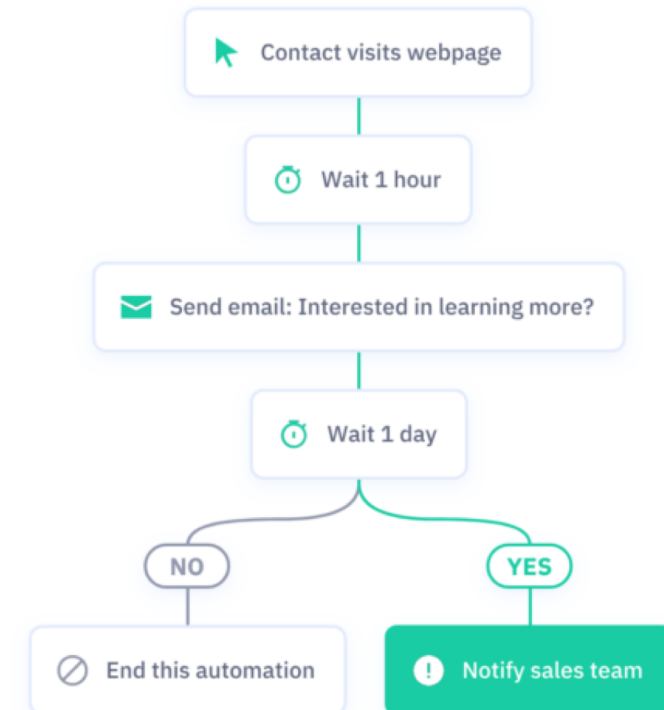 Contact visits webpage
Wait 1 hour
Send email: Interested in learning more?
Wait 1 day
NO
YES
End this automation
Notify sales team